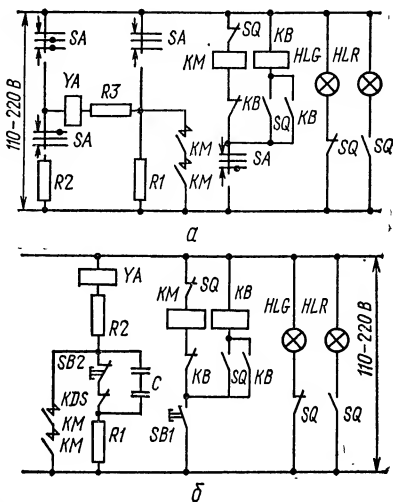 SA
SA
SQ
KB
KM
HLG
HLR
YA
R3
110–220 В
KB
SQ
KB
SA
KM
KM
SA
SQ
SQ
R2
R1
а
YA
R2
KM
SQ
KB
HLG
HLR
110–220 В
SB2
C
KDS
KM
KM
KB
SQ
KB
SB1
SQ
SQ
R1
б